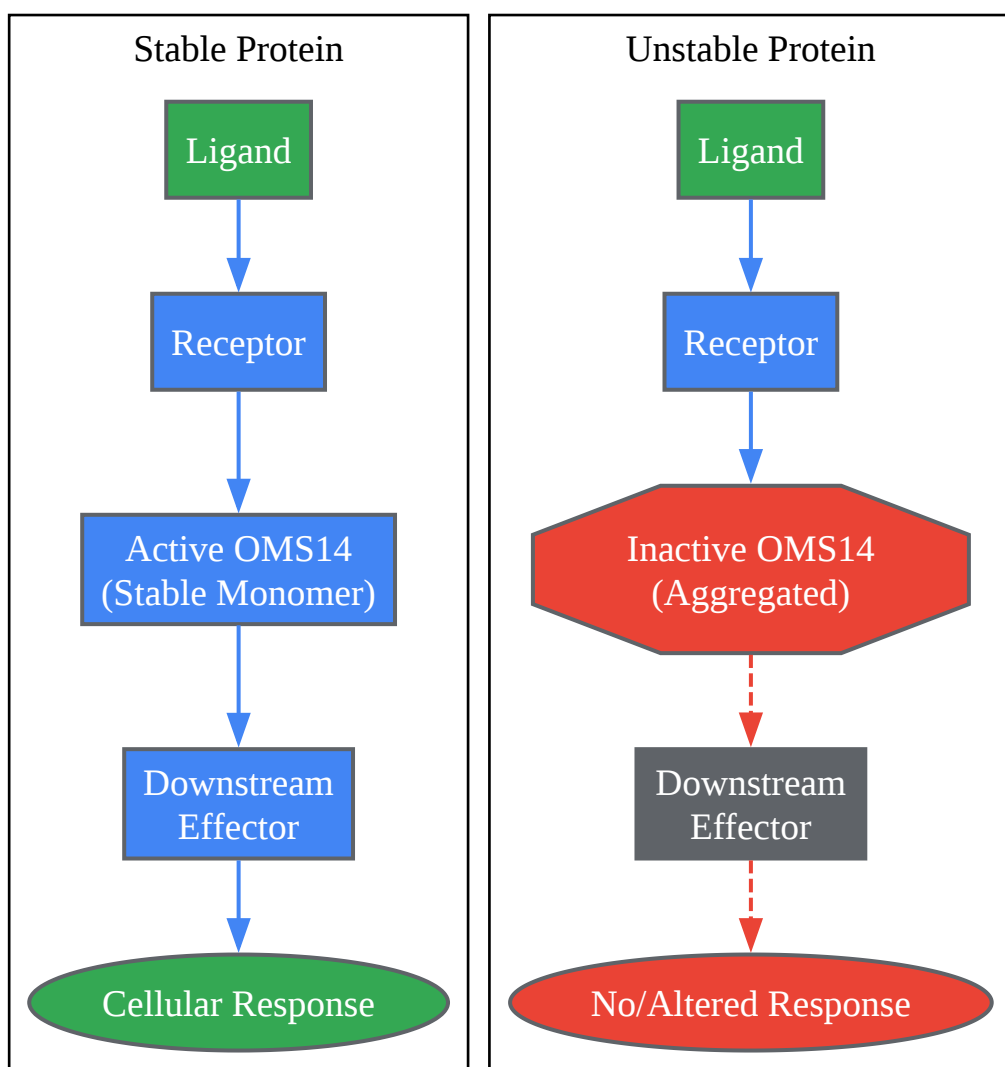 Stable Protein
Ligand
Receptor
Active OMS14
(Stable Monomer)
Downstream
Effector
Cellular Response
Unstable Protein
Ligand
Receptor
Inactive OMS14
(Aggregated)
Downstream
Effector
No/Altered Response